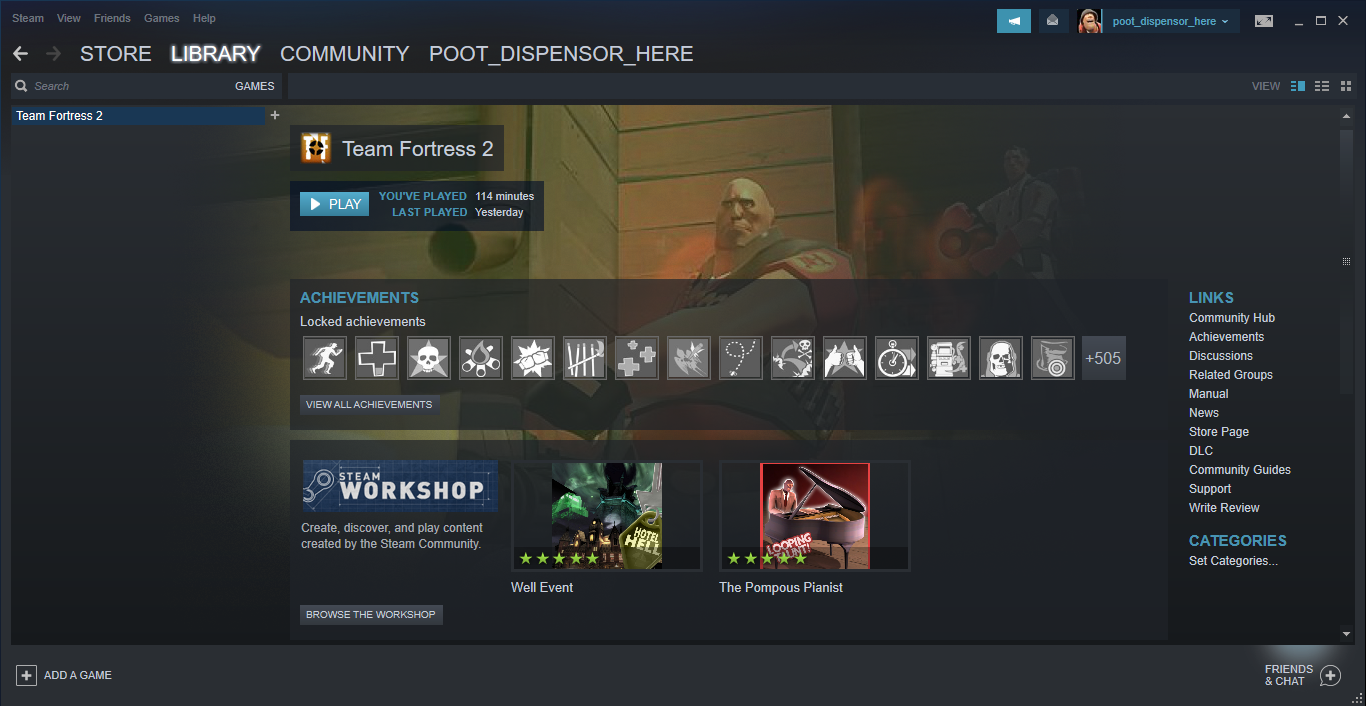 Steam View Friends Games Help
poot_dispensor_here
STORE LIBRARY COMMUNITY POOT_DISPENSOR_HERE
Search GAMES
VIEW
Team Fortress 2 +
Team Fortress 2
PLAY
YOU'VE PLAYED 114 minutes
LAST PLAYED Yesterday
ACHIEVEMENTS
Locked achievements
+505
VIEW ALL ACHIEVEMENTS
STEAM
WORKSHOP
Create, discover, and play content
created by the Steam Community.
BROWSE THE WORKSHOP
HOTEL
HELL
Well Event
LOOPING
TAUNT!
The Pompous Pianist
LINKS
Community Hub
Achievements
Discussions
Related Groups
Manual
News
Store Page
DLC
Community Guides
Support
Write Review
CATEGORIES
Set Categories...
ADD A GAME
FRIENDS
& CHAT